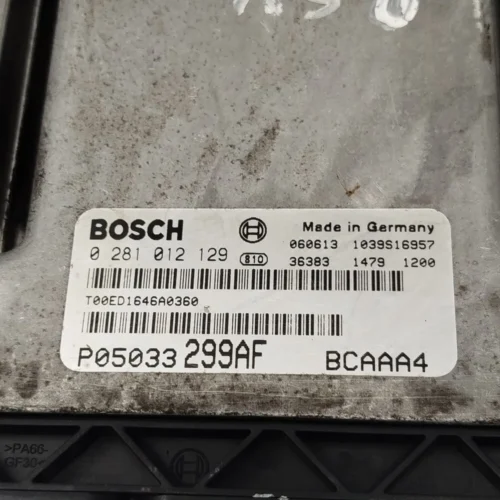 BOSCH
Made in Germany
0 281 012 129
810
060613 1039S16957
36383 1479 1200
T00ED1646A0360
P05033 299AF BCAAA4
>PA66-
GF30<